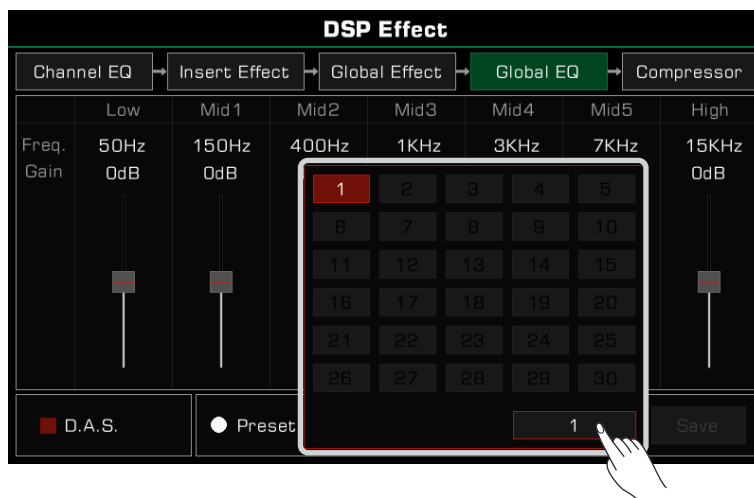 DSP Effect
Channel EQ Insert Effect Global Effect Global EQ Compressor
Low Mid1 Mid2 Mid3 Mid4 Mid5 High
Freq. 50Hz 150Hz 400Hz 1KHz 3KHz 7KHz 15KHz
Gain 0dB 0dB 0dB
1 2 3 4 5
6 7 8 9 10
11 12 13 14 15
16 17 18 19 20
21 22 23 24 25
26 27 28 29 30
D.A.S. Preset 1 Save